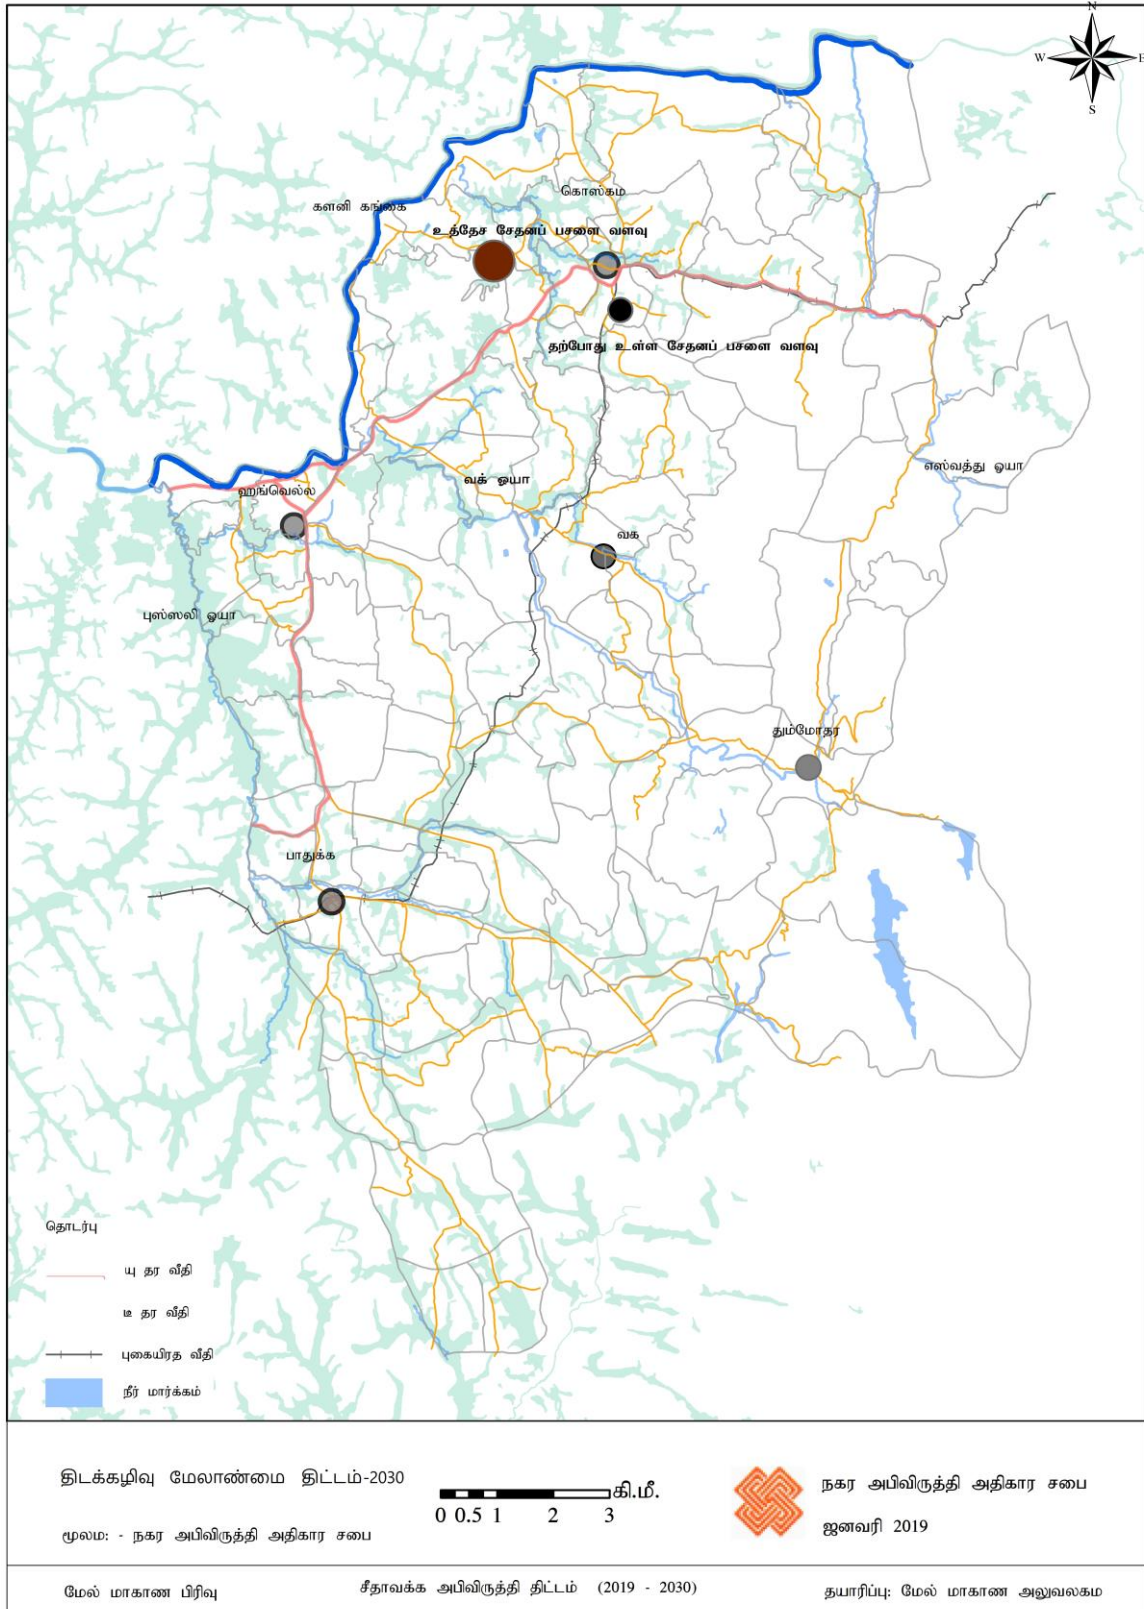 N
W E
S
கொஸ்கம
களனி கங்கை
உத்தேச சேதனப் பசளை வளவு
தற்போது உள்ள சேதனப் பசளை வளவு
எஸ்வத்து ஓயா
வக் ஓயா
ஹங்வெல்ல
வக
புஸ்ஸலி ஓயா
தும்மோதர
பாதுக்க
தொடர்பு
யு தர வீதி
டீ தர வீதி
புகையிரத வீதி
நீர் மார்க்கம்
திடக்கழிவு மேலாண்மை திட்டம்-2030
கி.மீ.
0 0.5 1 2 3
மூலம: - நகர அபிவிருத்தி அதிகார சபை
நகர அபிவிருத்தி அதிகார சபை
ஜனவரி 2019
மேல் மாகாண பிரிவு
சீதாவக்க அபிவிருத்தி திட்டம் (2019 - 2030)
தயாரிப்பு: மேல் மாகாண அலுவலகம